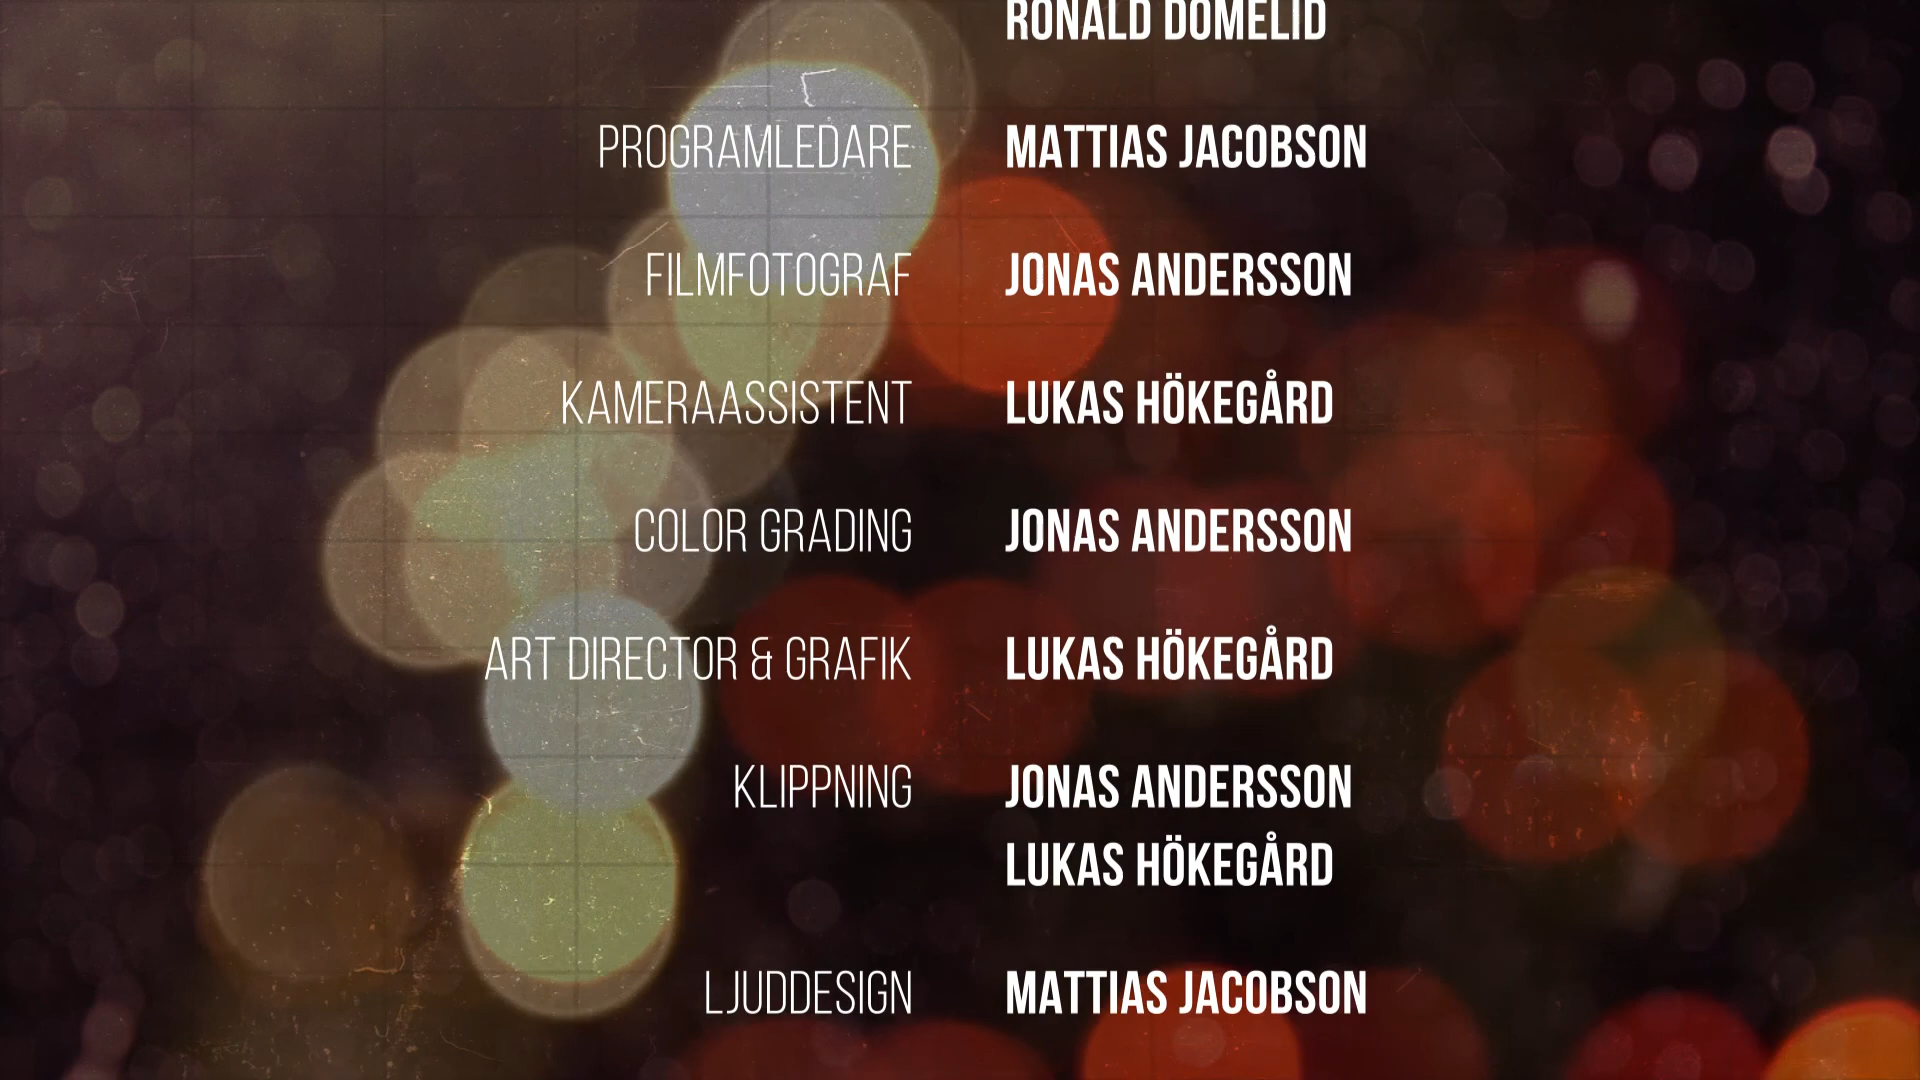 RONALD DOMELID
PROGRAMLEDARE MATTIAS JACOBSON
FILMFOTOGRAF JONAS ANDERSSON
KAMERAASSISTENT LUKAS HÖKEGÅRD
COLOR GRADING JONAS ANDERSSON
ART DIRECTOR & GRAFIK LUKAS HÖKEGÅRD
KLIPPNING JONAS ANDERSSON
LUKAS HÖKEGÅRD
LJUDDESIGN MATTIAS JACOBSON